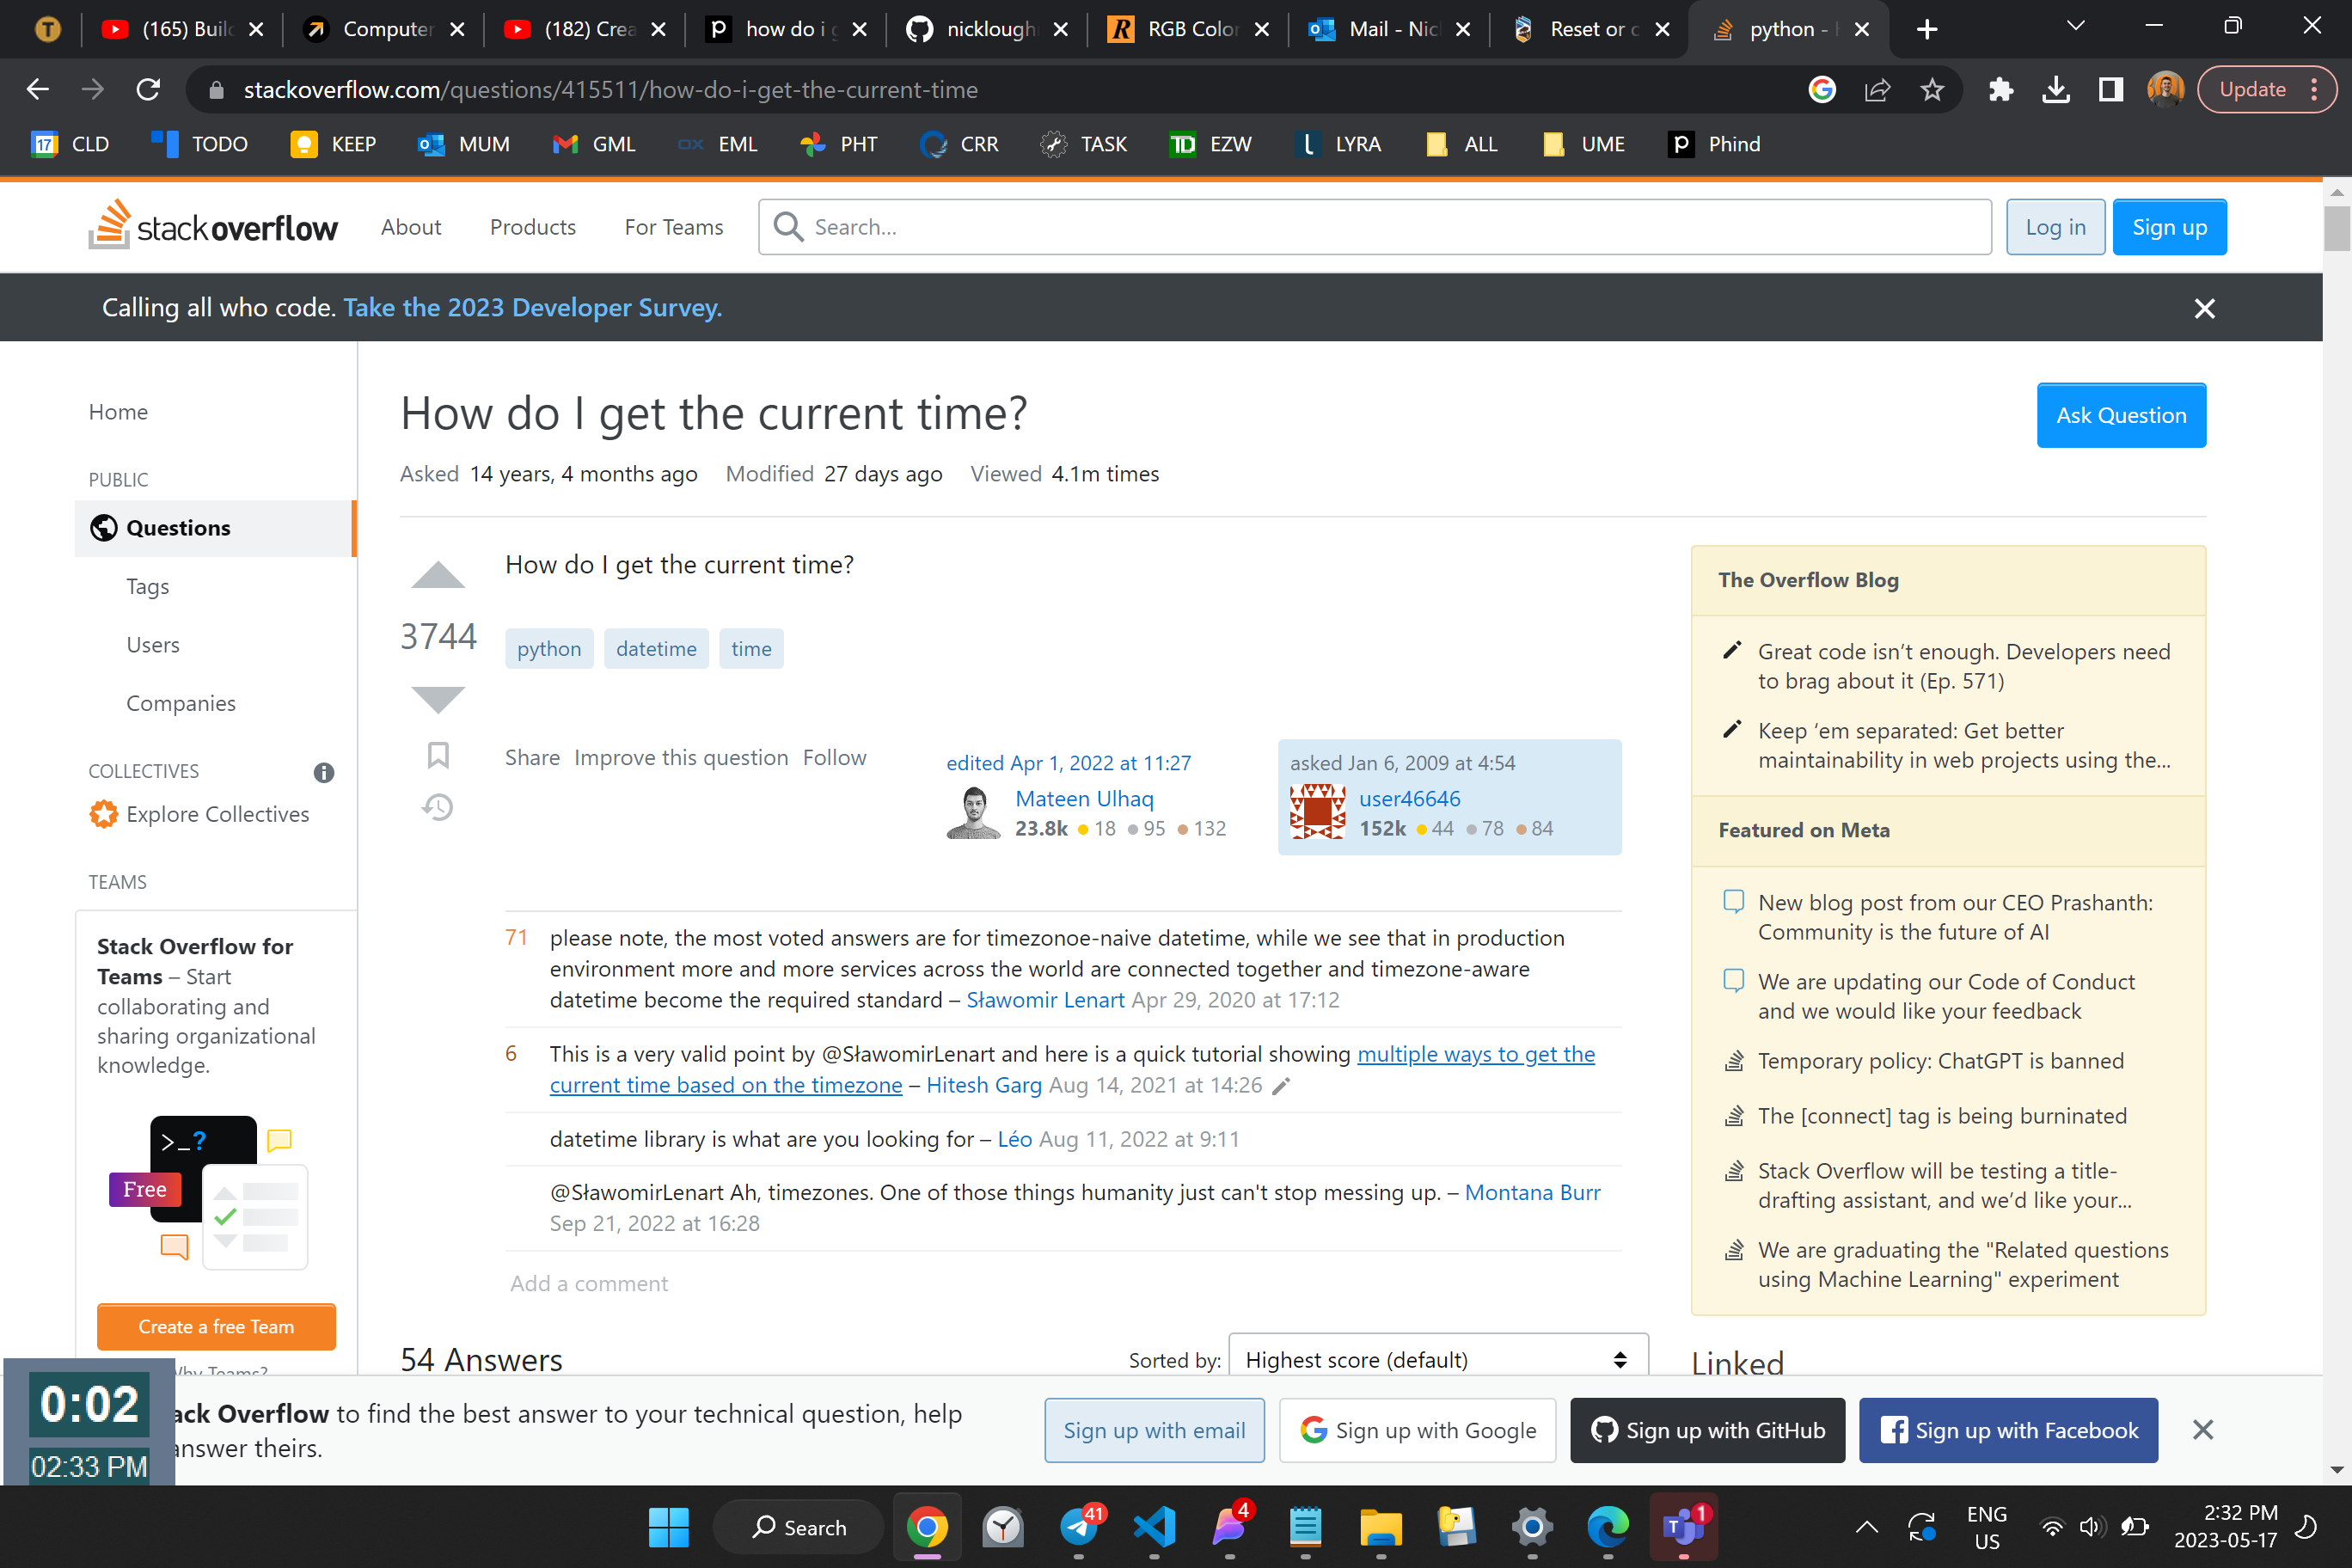 (165) Buil
Computer
(182) Crea
how do i g
nicklough
RGB Color
Mail - Nic
Reset or c
python - h
stackoverflow.com/questions/415511/how-do-i-get-the-current-time
Update
17 CLD
TODO
KEEP
MUM
GML
EML
PHT
CRR
TASK
TD EZW
LYRA
ALL
UME
Phind
stack overflow
About
Products
For Teams
Search...
Log in
Sign up
Calling all who code. Take the 2023 Developer Survey.
How do I get the current time?
Ask Question
Asked 14 years, 4 months ago Modified 27 days ago Viewed 4.1m times
Home
PUBLIC
Questions
Tags
Users
Companies
COLLECTIVES
Explore Collectives
TEAMS
Stack Overflow for
Teams – Start
collaborating and
sharing organizational
knowledge.
>_?
Free
Create a free Team
Why Teams?
3744
How do I get the current time?
python datetime time
Share Improve this question Follow
edited Apr 1, 2022 at 11:27
Mateen Ulhaq
23.8k 18 95 132
asked Jan 6, 2009 at 4:54
user46646
152k 44 78 84
71 please note, the most voted answers are for timezonoe-naive datetime, while we see that in production
environment more and more services across the world are connected together and timezone-aware
datetime become the required standard – Sławomir Lenart Apr 29, 2020 at 17:12
6 This is a very valid point by @SławomirLenart and here is a quick tutorial showing multiple ways to get the
current time based on the timezone – Hitesh Garg Aug 14, 2021 at 14:26
datetime library is what are you looking for – Léo Aug 11, 2022 at 9:11
@SławomirLenart Ah, timezones. One of those things humanity just can't stop messing up. – Montana Burr
Sep 21, 2022 at 16:28
Add a comment
54 Answers
Sorted by: Highest score (default)
The Overflow Blog
Great code isn’t enough. Developers need
to brag about it (Ep. 571)
Keep ‘em separated: Get better
maintainability in web projects using the...
Featured on Meta
New blog post from our CEO Prashanth:
Community is the future of AI
We are updating our Code of Conduct
and we would like your feedback
Temporary policy: ChatGPT is banned
The [connect] tag is being burninated
Stack Overflow will be testing a title-
drafting assistant, and we’d like your...
We are graduating the "Related questions
using Machine Learning" experiment
Linked
0:02
02:33 PM
ack Overflow to find the best answer to your technical question, help
answer theirs.
Sign up with email
Sign up with Google
Sign up with GitHub
Sign up with Facebook
Search
41
4
1
ENG
US
2:32 PM
2023-05-17